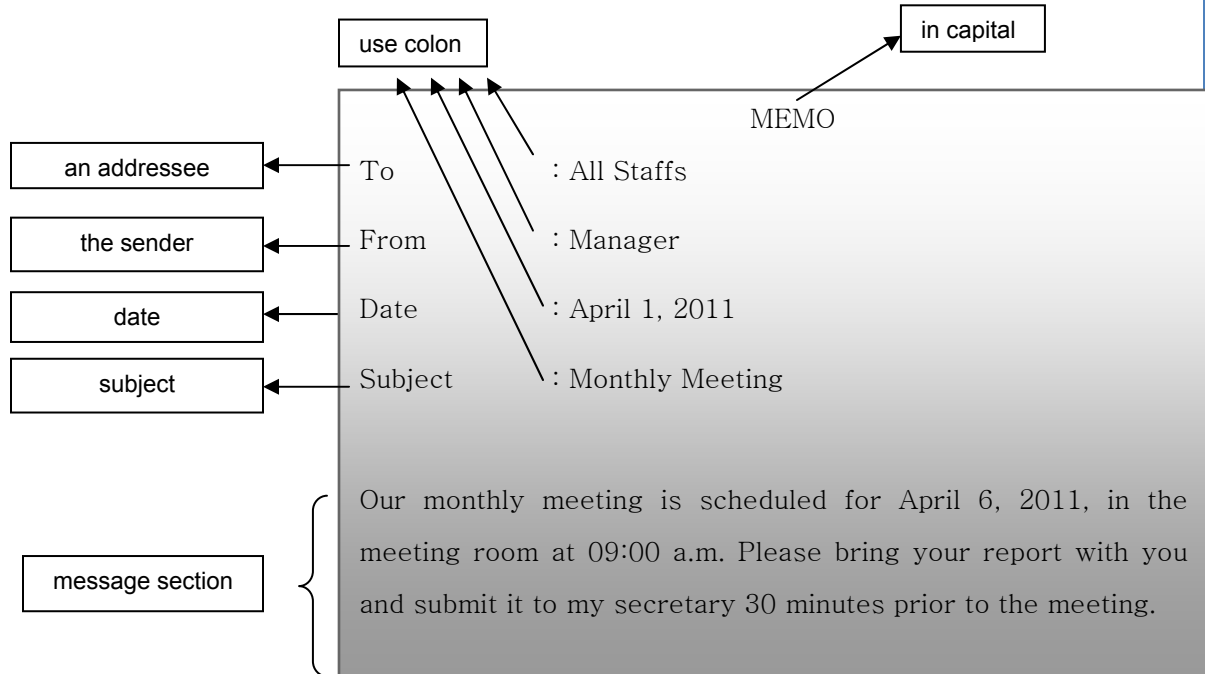 in capital
use colon
MEMO
an addressee
To : All Staffs
the sender
From : Manager
date
Date : April 1, 2011
subject
Subject : Monthly Meeting
Our monthly meeting is scheduled for April 6, 2011, in the
meeting room at 09:00 a.m. Please bring your report with you
message section
and submit it to my secretary 30 minutes prior to the meeting.